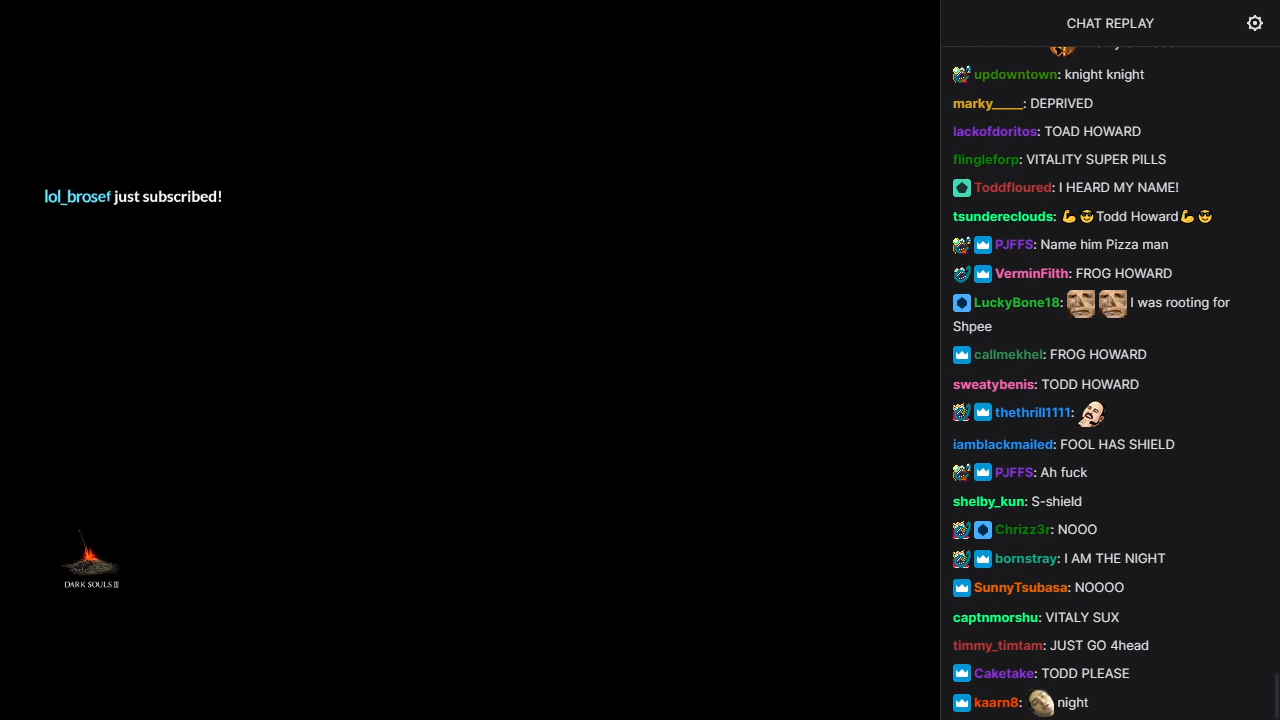 lol_brosef just subscribed!
DARK SOULS III
CHAT REPLAY
updowntown: knight knight
marky_____: DEPRIVED
lackofdoritos: TOAD HOWARD
flingleforp: VITALITY SUPER PILLS
Toddfloured: I HEARD MY NAME!
tsundereclouds: 💪😎Todd Howard💪😎
PJFFS: Name him Pizza man
VerminFilth: FROG HOWARD
LuckyBone18: I was rooting for
Shpee
callmekhel: FROG HOWARD
sweatybenis: TODD HOWARD
thethrill1111:
iamblackmailed: FOOL HAS SHIELD
PJFFS: Ah fuck
shelby_kun: S-shield
Chrizz3r: NOOO
bornstray: I AM THE NIGHT
SunnyTsubasa: NOOOO
captnmorshu: VITALY SUX
timmy_timtam: JUST GO 4head
Caketake: TODD PLEASE
kaarn8: night